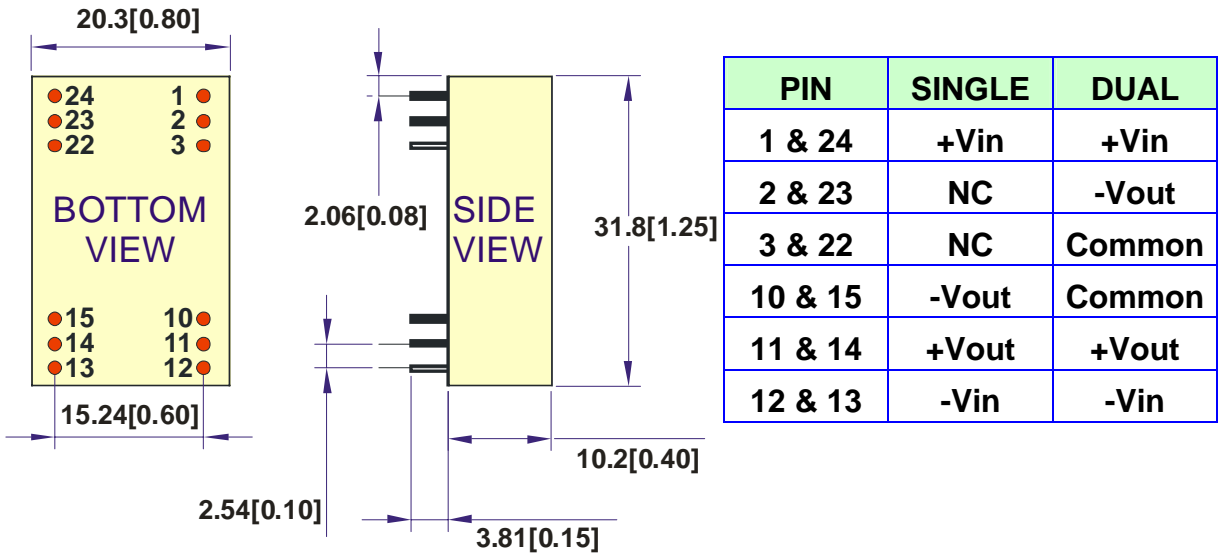 20.3[0.80]
24 1
23 2
22 3
BOTTOM
VIEW
15 10
14 11
13 12
15.24[0.60]
2.06[0.08]
SIDE
VIEW
31.8[1.25]
10.2[0.40]
2.54[0.10]
3.81[0.15]
PIN SINGLE DUAL
1 & 24 +Vin +Vin
2 & 23 NC -Vout
3 & 22 NC Common
10 & 15 -Vout Common
11 & 14 +Vout +Vout
12 & 13 -Vin -Vin